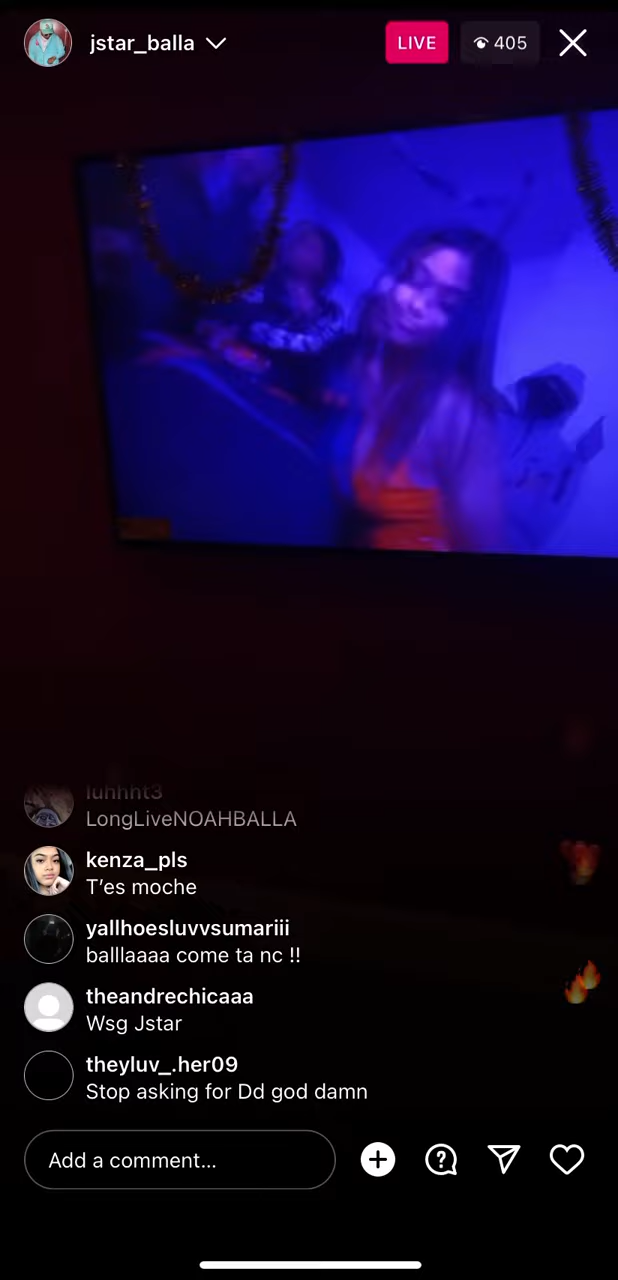 jstar_balla
LIVE
405
luhhht3
LongLiveNOAHBALLA
kenza_pls
T’es moche
yallhoesluvvsumariii
balllaaaa come ta nc !!
theandrechicaaa
Wsg Jstar
theyluv_.her09
Stop asking for Dd god damn
Add a comment...